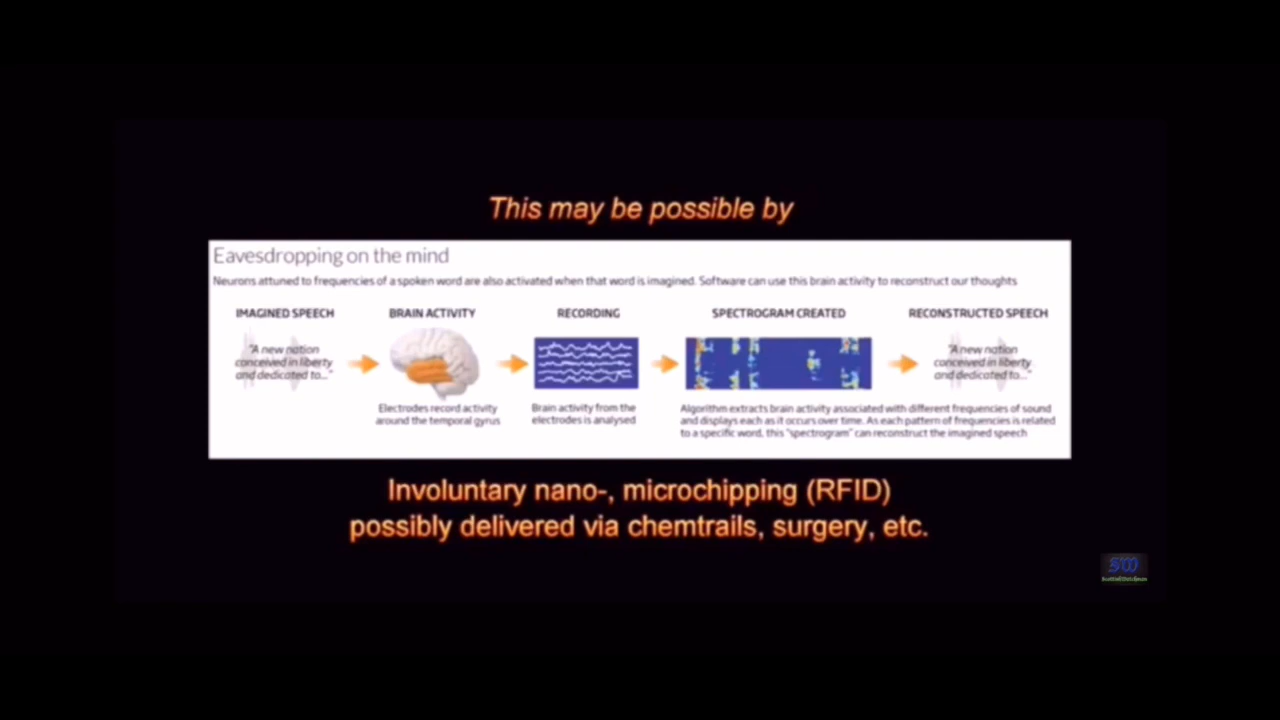 This may be possible by
Eavesdropping on the mind
Neurons attuned to frequencies of a spoken word are also activated when that word is imagined. Software can use this brain activity to reconstruct our thoughts
IMAGINED SPEECH
"A new nation
conceived in liberty
and dedicated to..."
BRAIN ACTIVITY
Electrodes record activity
around the temporal gyrus
RECORDING
Brain activity from the
electrodes is analysed
SPECTROGRAM CREATED
Algorithm extracts brain activity associated with different frequencies of sound
and displays each as it occurs over time. As each pattern of frequencies is related
to a specific word, this "spectrogram" can reconstruct the imagined speech
RECONSTRUCTED SPEECH
"A new nation
conceived in liberty
and dedicated to..."
Involuntary nano-, microchipping (RFID)
possibly delivered via chemtrails, surgery, etc.
SW